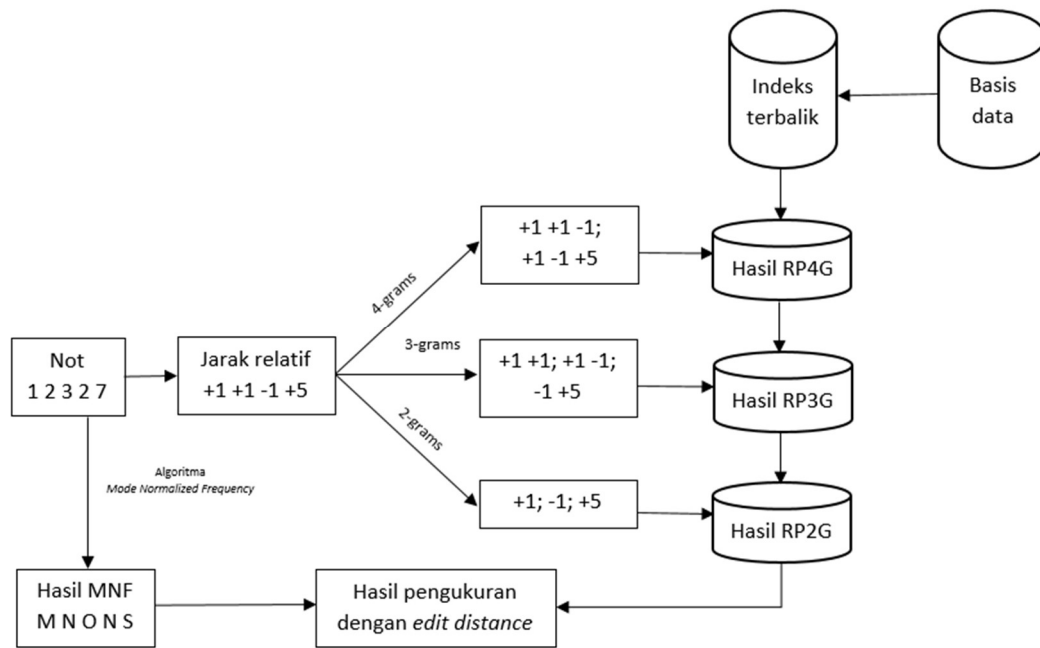 Indeks
terbalik
Basis
data
+1 +1 -1;
+1 -1 +5
Hasil RP4G
4-grams
3-grams
Not
1 2 3 2 7
Jarak relatif
+1 +1 -1 +5
+1 +1; +1 -1;
-1 +5
Hasil RP3G
2-grams
Algoritma
Mode Normalized Frequency
+1; -1; +5
Hasil RP2G
Hasil MNF
M N O N S
Hasil pengukuran
dengan edit distance